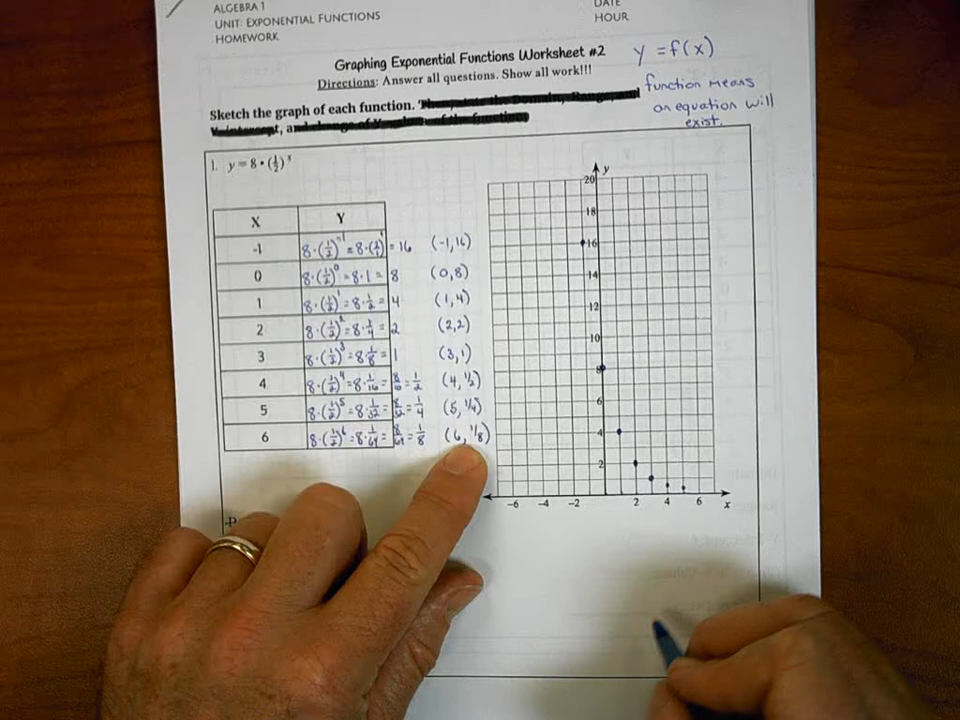 ALGEBRA 1
UNIT: EXPONENTIAL FUNCTIONS
HOMEWORK
DATE
HOUR
Graphing Exponential Functions Worksheet #2
Directions: Answer all questions. Show all work!!!
y = f(x)
function means
an equation will
exist.
Sketch the graph of each function.
1. y = 8 • (1/2)^x
X Y
-1 8·(1/2)^-1 = 8·(2/1)^1 = 16 (-1,16)
0 8·(1/2)^0 = 8·1 = 8 (0,8)
1 8·(1/2)^1 = 8·1/2 = 4 (1,4)
2 8·(1/2)^2 = 8·1/4 = 2 (2,2)
3 8·(1/2)^3 = 8·1/8 = 1 (3,1)
4 8·(1/2)^4 = 8·1/16 = 8/16 = 1/2 (4,1/2)
5 8·(1/2)^5 = 8·1/32 = 8/32 = 1/4 (5,1/4)
6 8·(1/2)^6 = 8·1/64 = 8/64 = 1/8 (6,1/8)
y
20
18
16
14
12
10
8
6
4
2
-6 -4 -2 2 4 6 x